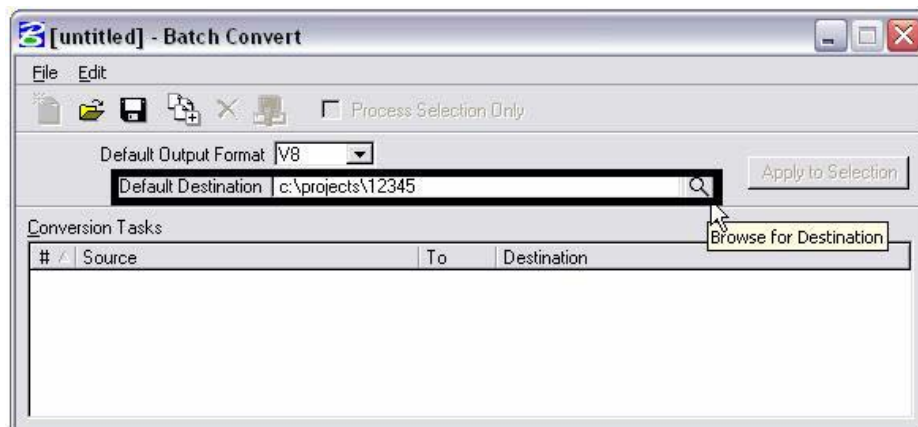 [untitled] - Batch Convert
File Edit
Process Selection Only
Default Output Format V8
Default Destination c:\projects\12345
Apply to Selection
Browse for Destination
Conversion Tasks
# Source To Destination